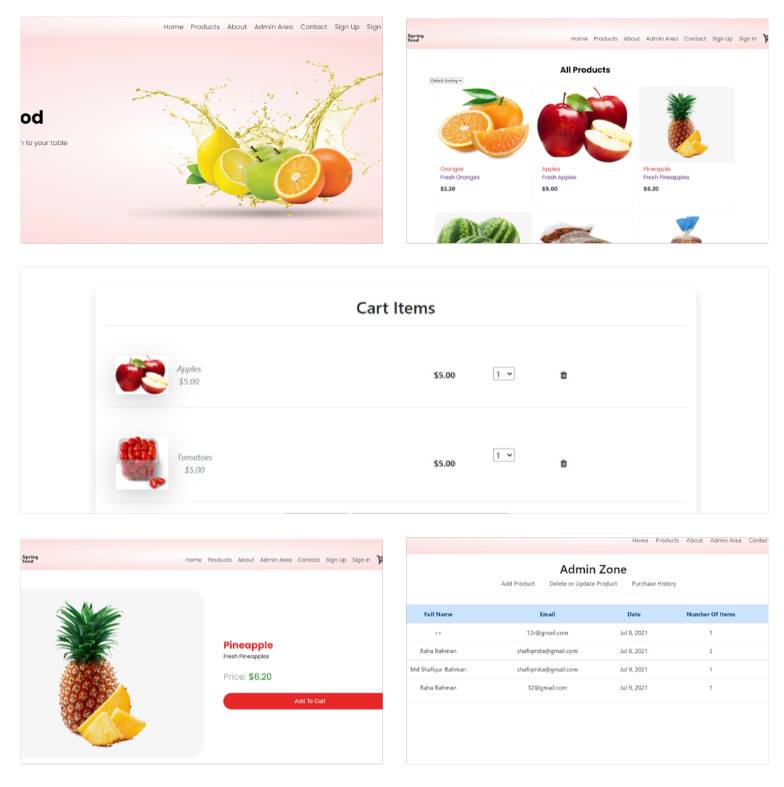 Home Products About Admin Area Contact Sign Up Sign
od
n to your table
Spring
food
Home Products About Admin Area Contact Sign Up Sign In
All Products
Default Sorting
Oranges
Fresh Oranges
$2.20
Apples
Fresh Apples
$5.00
Pineapple
Fresh Pineapples
$6.20
Cart Items
Apples
$5.00
$5.00
1
Tomatoes
$5.00
$5.00
1
Spring
food
Home Products About Admin Area Contact Sign Up Sign In
Pineapple
Fresh Pineapples
Price: $6.20
Add To Cart
Home Products About Admin Area Contact
Admin Zone
Add Product Delete or Update Product Purchase History
Full Name Email Date Number Of Items
r r 12r@gmail.com Jul 8, 2021 1
Raha Rahman shafiqmita@gmail.com Jul 8, 2021 3
Md Shafiqur Rahman shafiqmita@gmail.com Jul 9, 2021 1
Raha Rahman 12@gmail.com Jul 9, 2021 1